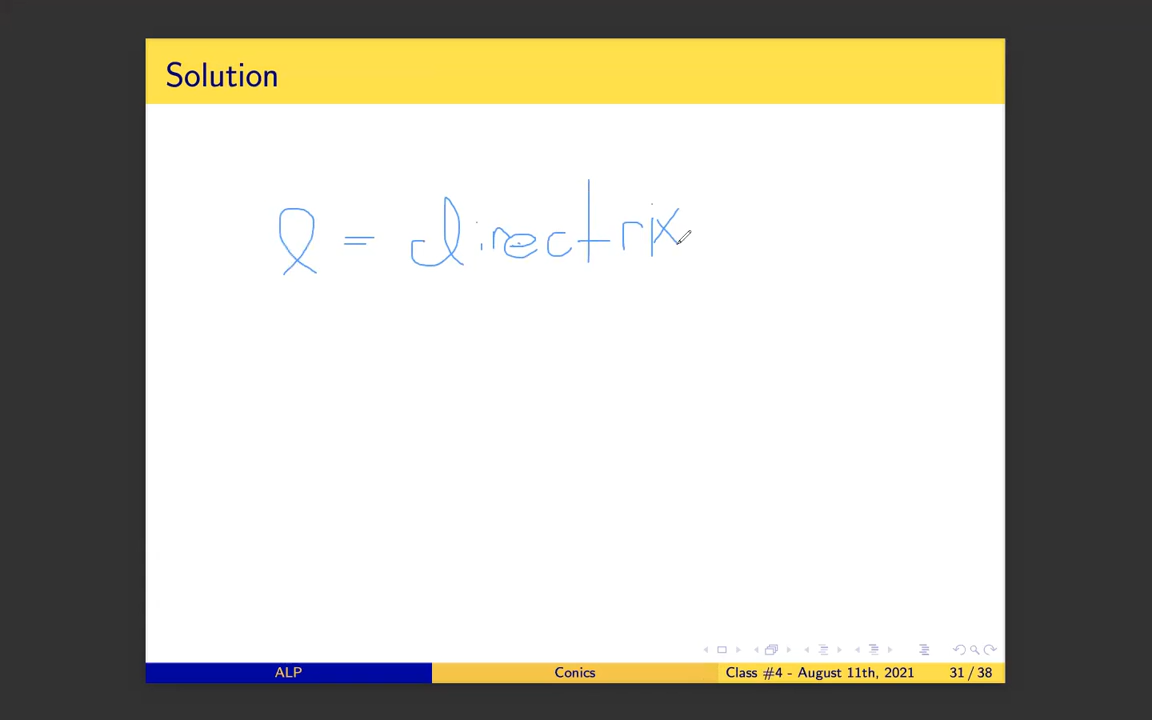 Solution
l = directrix
ALP Conics Class #4 - August 11th, 2021 31 / 38